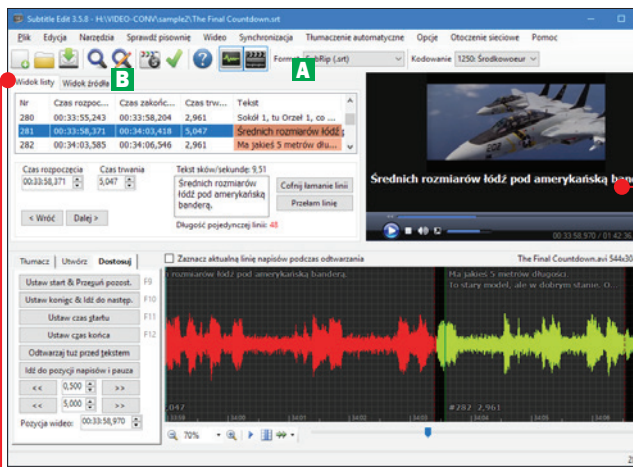 Subtitle Edit 3.5.8 - H:\VIDEO-CONV\sample2\The Final Countdown.srt
Plik Edycja Narzędzia Sprawdź pisownię Wideo Synchronizacja Tłumaczenie automatyczne Opcje Otoczenie sieciowe Pomoc
Format SubRip (.srt) Kodowanie 1250: Środkowoeur
A
Widok listy Widok źródła
B
Nr Czas rozpoc... Czas zakońc... Czas trw... Tekst
280 00:33:55,243 00:33:58,204 2,961 Sokół 1, tu Orzeł 1, co ...
281 00:33:58,371 00:34:03,418 5,047 Średnich rozmiarów łódź
282 00:34:03,585 00:34:06,546 2,961 Ma jakieś 5 metrów dłu...
Czas rozpoczęcia Czas trwania Tekst sków/sekundę: 9,51
00:33:58,371 5,047
Średnich rozmiarów
łódź pod amerykańską
banderą.
Cofnij łamanie linii
Przełam linię
< Wróć Dalej >
Długość pojedynczej linii: 48
Średnich rozmiarów łódź pod amerykańską ban
00:33:58,970 / 01:42:36
Tłumacz Utwórz Dostosuj
Zaznacz aktualną linię napisów podczas odtwarzania
The Final Countdown.avi 544x30
Ustaw start & Przesuń pozost. F9
Ustaw koniec & Idź do następ. F10
Ustaw czas startu F11
Ustaw czas końca F12
Odtwarzaj tuż przed tekstem
Idź do pozycji napisów i pauza
<< 0,500 >>
<< 5,000 >>
Pozycja wideo: 00:33:58,970
rozmiarów łódź pod amerykańską banderą.
Ma jakieś 5 metrów długości.
To stary model, ale w dobrym stanie. O...
,047
#282 2,961
70%